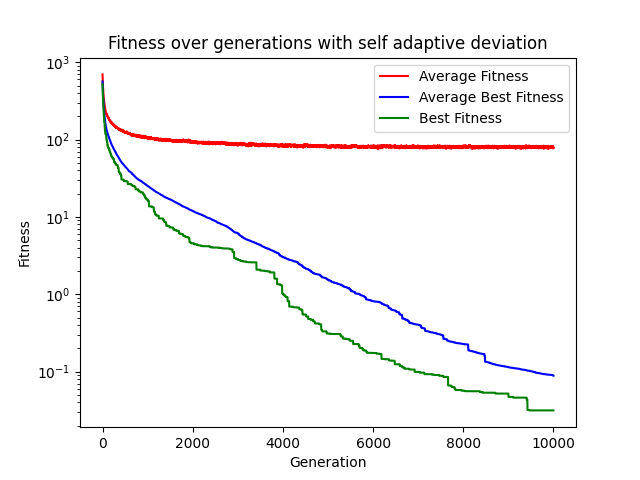 Fitness over generations with self adaptive deviation
Average Fitness
Average Best Fitness
Best Fitness
10³
10²
10¹
10⁰
10⁻¹
Fitness
0 2000 4000 6000 8000 10000
Generation